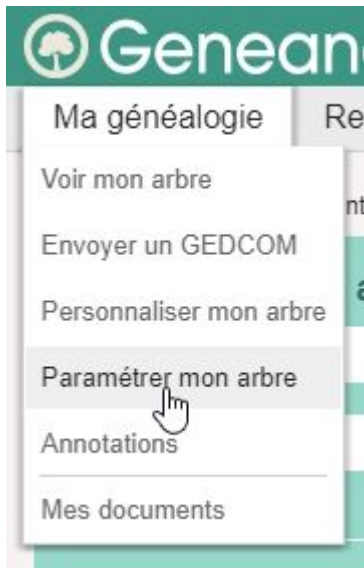 Genean
Ma généalogie Re
Voir mon arbre
nt
Envoyer un GEDCOM
Personnaliser mon arbre
Paramétrer mon arbre
Annotations
Mes documents